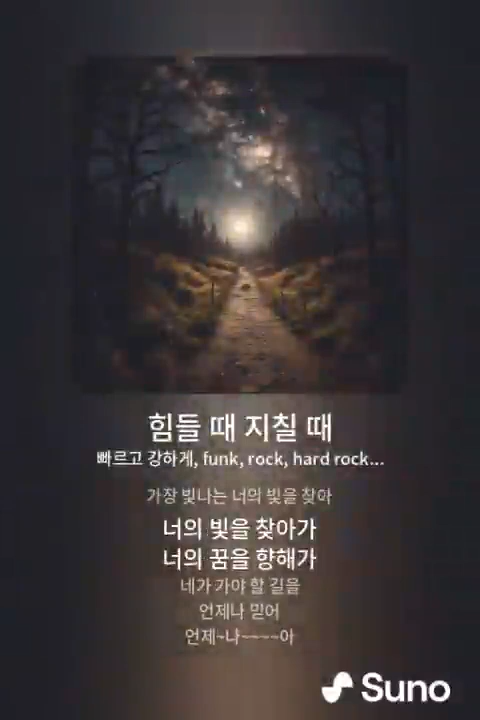 힘들 때 지칠 때
빠르고 강하게, funk, rock, hard rock...
가장 빛나는 너의 빛을 찾아
너의 빛을 찾아가
너의 꿈을 향해가
네가 가야 할 길을
언제나 믿어
언제~나~~~~아
Suno